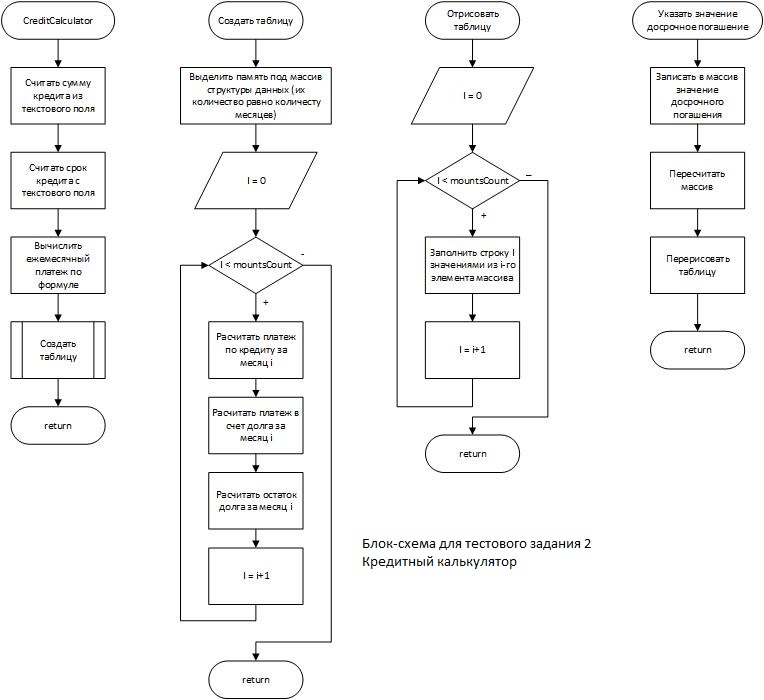 CreditCalculator
Считать сумму
кредита из
текстового поля
Считать срок
кредита с
текстового поля
Вычислить
ежемесячный
платеж по
формуле
Создать
таблицу
return
Создать таблицу
Выделить память под массив
структуры данных (их
количество равно количесту
месяцев)
I = 0
I < mountsCount
-
+
Расчитать платеж
по кредиту за
месяц i
Расчитать платеж в
счет долга за
месяц i
Расчитать остаток
долга за месяц i
I = i+1
return
Отрисовать
таблицу
I = 0
I < mountsCount
–
+
Заполнить строку I
значениями из i-го
элемента массива
I = i+1
return
Указать значение
досрочное погашение
Записать в массив
значение
досрочного
погашения
Пересчитать
массив
Перерисовать
таблицу
return
Блок-схема для тестового задания 2
Кредитный калькулятор